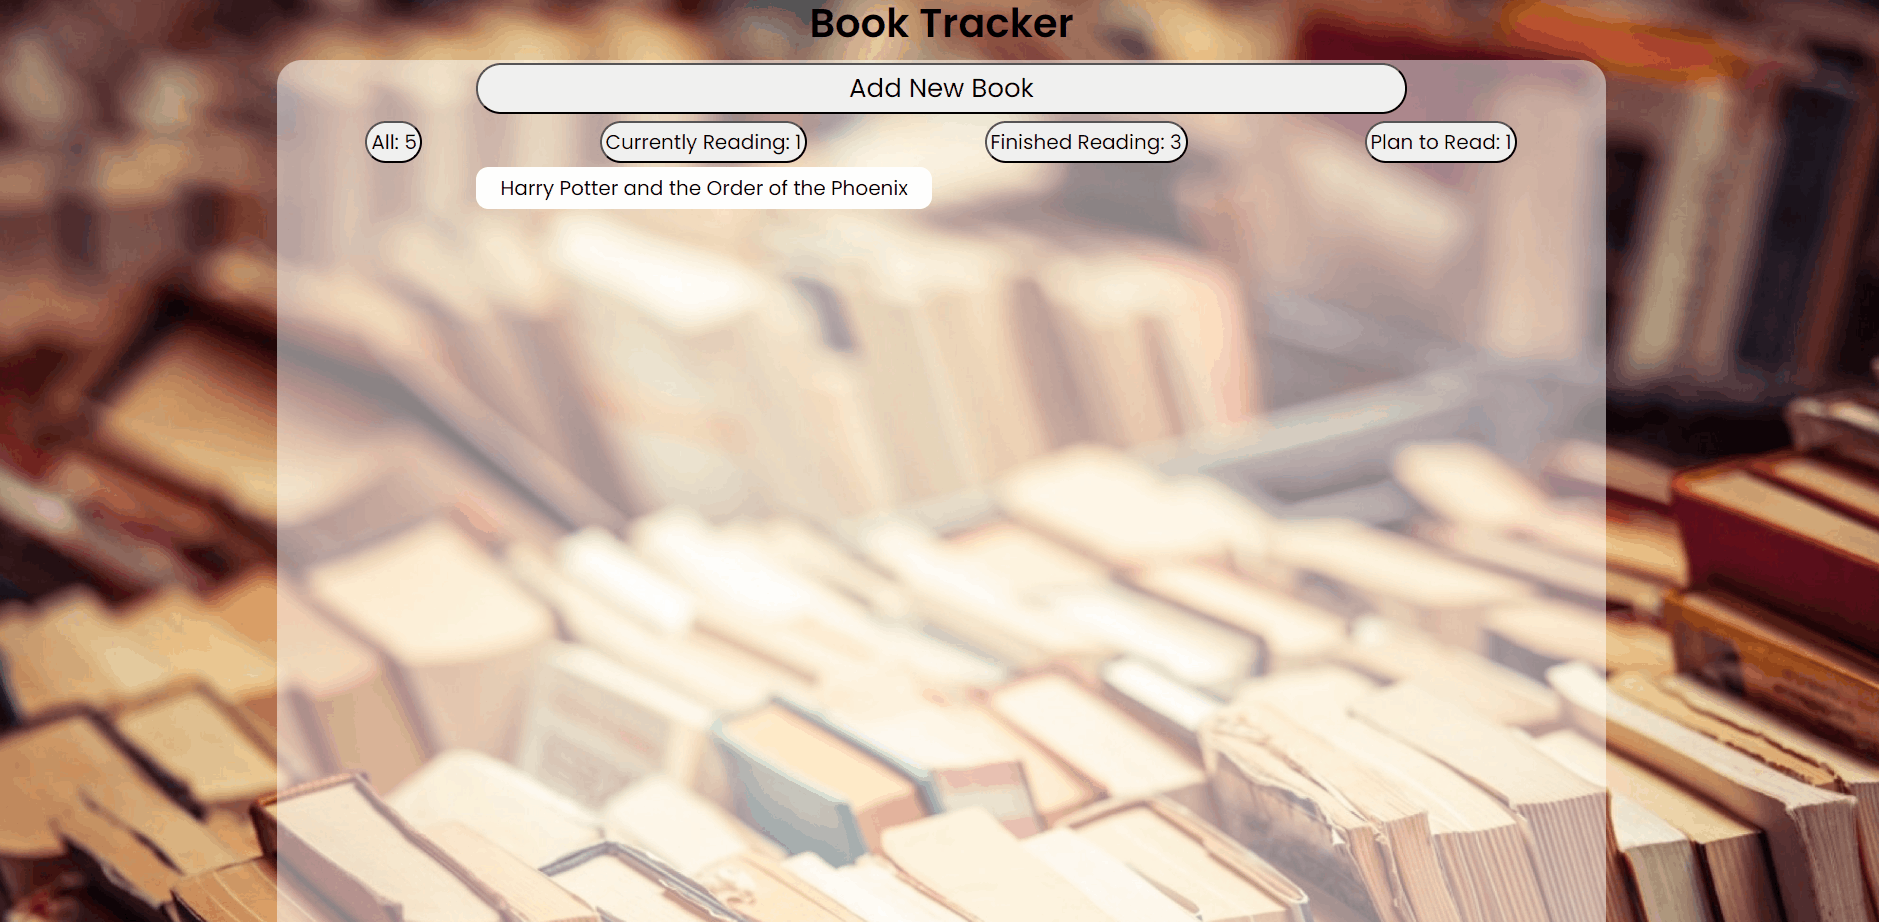 Book Tracker
Add New Book
All: 5
Currently Reading: 1
Finished Reading: 3
Plan to Read: 1
Harry Potter and the Order of the Phoenix